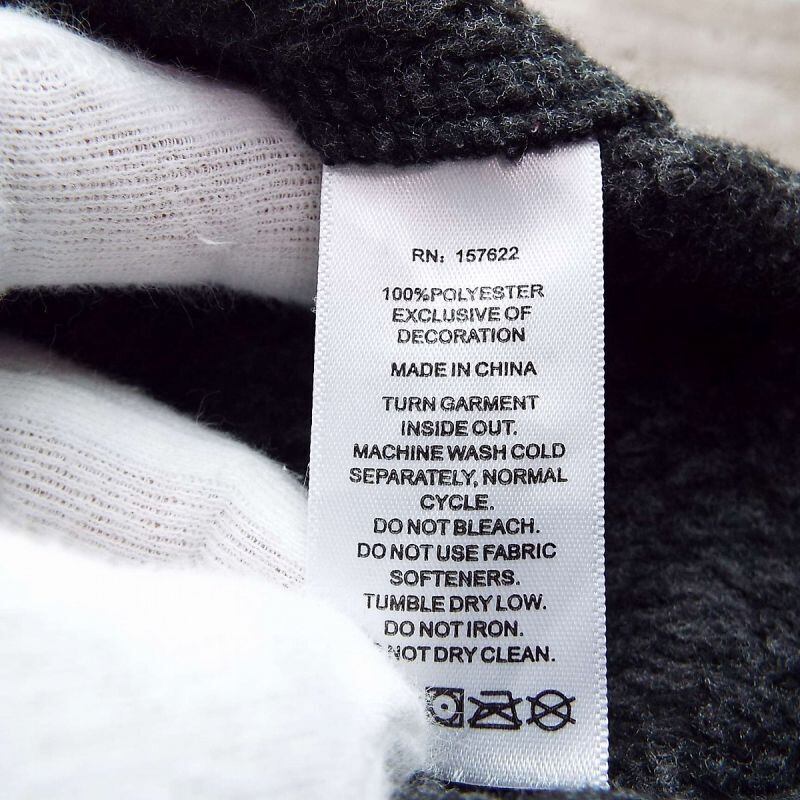 RN: 157622
100%POLYESTER
EXCLUSIVE OF
DECORATION
MADE IN CHINA
TURN GARMENT
INSIDE OUT.
MACHINE WASH COLD
SEPARATELY, NORMAL
CYCLE.
DO NOT BLEACH.
DO NOT USE FABRIC
SOFTENERS.
TUMBLE DRY LOW.
DO NOT IRON.
NOT DRY CLEAN.